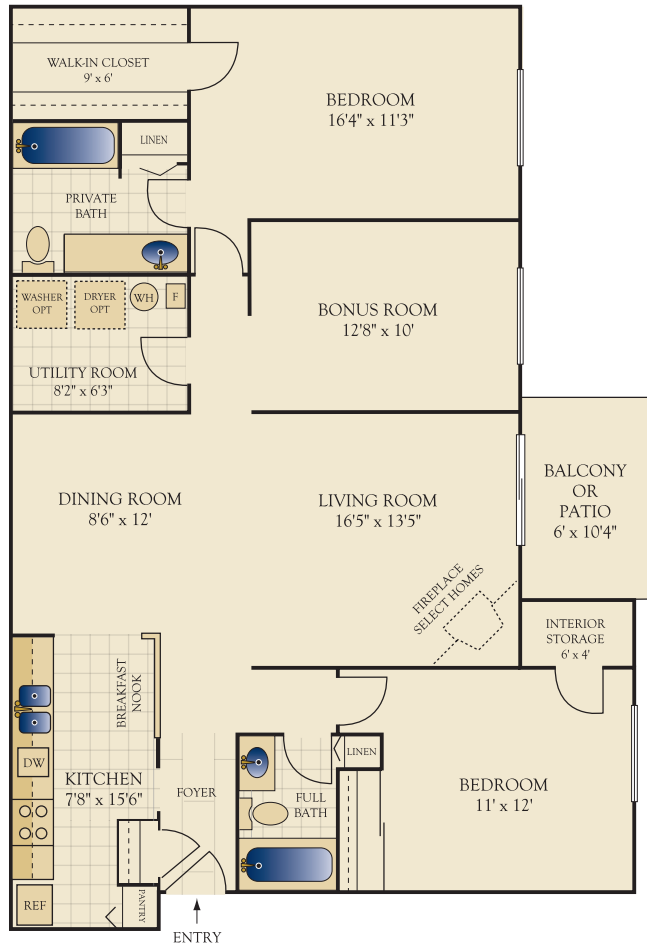 WALK-IN CLOSET
9' x 6'
BEDROOM
16'4" x 11'3"
LINEN
PRIVATE
BATH
WASHER
OPT
DRYER
OPT
WH
F
BONUS ROOM
12'8" x 10'
UTILITY ROOM
8'2" x 6'3"
DINING ROOM
8'6" x 12'
LIVING ROOM
16'5" x 13'5"
BALCONY
OR
PATIO
6' x 10'4"
FIREPLACE
SELECT HOMES
INTERIOR
STORAGE
6' x 4'
BREAKFAST
NOOK
DW
KITCHEN
7'8" x 15'6"
FOYER
LINEN
FULL
BATH
BEDROOM
11' x 12'
REF
PANTRY
ENTRY